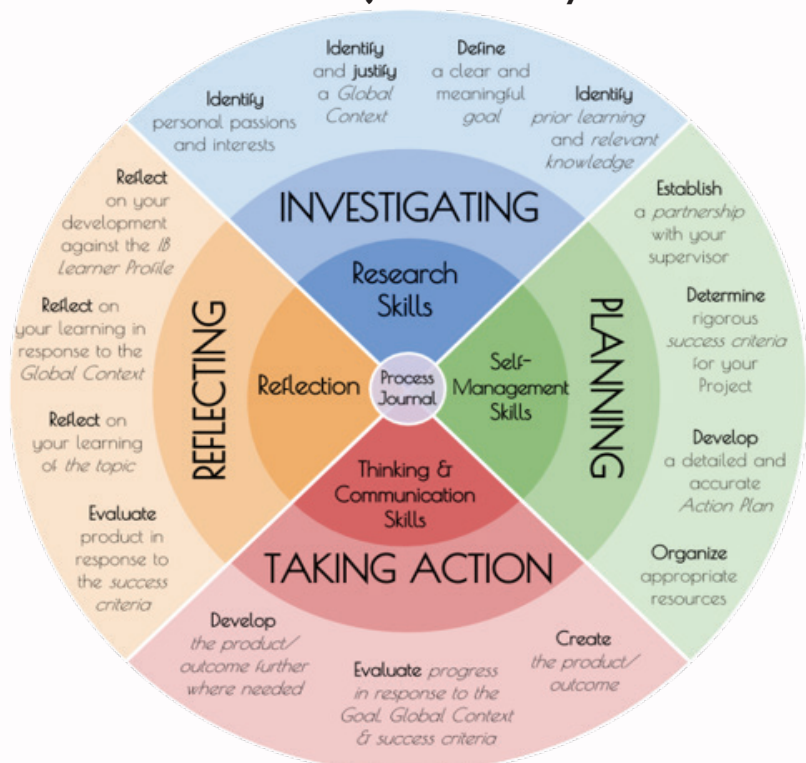 Identify
personal passions
and interests
Identify
and justify
a Global
Context
Define
a clear and
meaningful
goal
Identify
prior learning
and relevant
knowledge
INVESTIGATING
Research
Skills
Establish
a partnership
with your
supervisor
Determine
rigorous
success criteria
for your
Project
Develop
a detailed and
accurate
Action Plan
Organize
appropriate
resources
PLANNING
Self-
Management
Skills
Create
the product/
outcome
Evaluate progress
in response to the
Goal, Global Context
& success criteria
Develop
the product/
outcome further
where needed
TAKING ACTION
Thinking &
Communication
Skills
Evaluate
product in
response to
the success
criteria
Reflect on
your learning
of the topic
Reflect on
your learning in
response to the
Global Context
Reflect
on your
development
against the IB
Learner Profile
REFLECTING
Reflection
Process
Journal